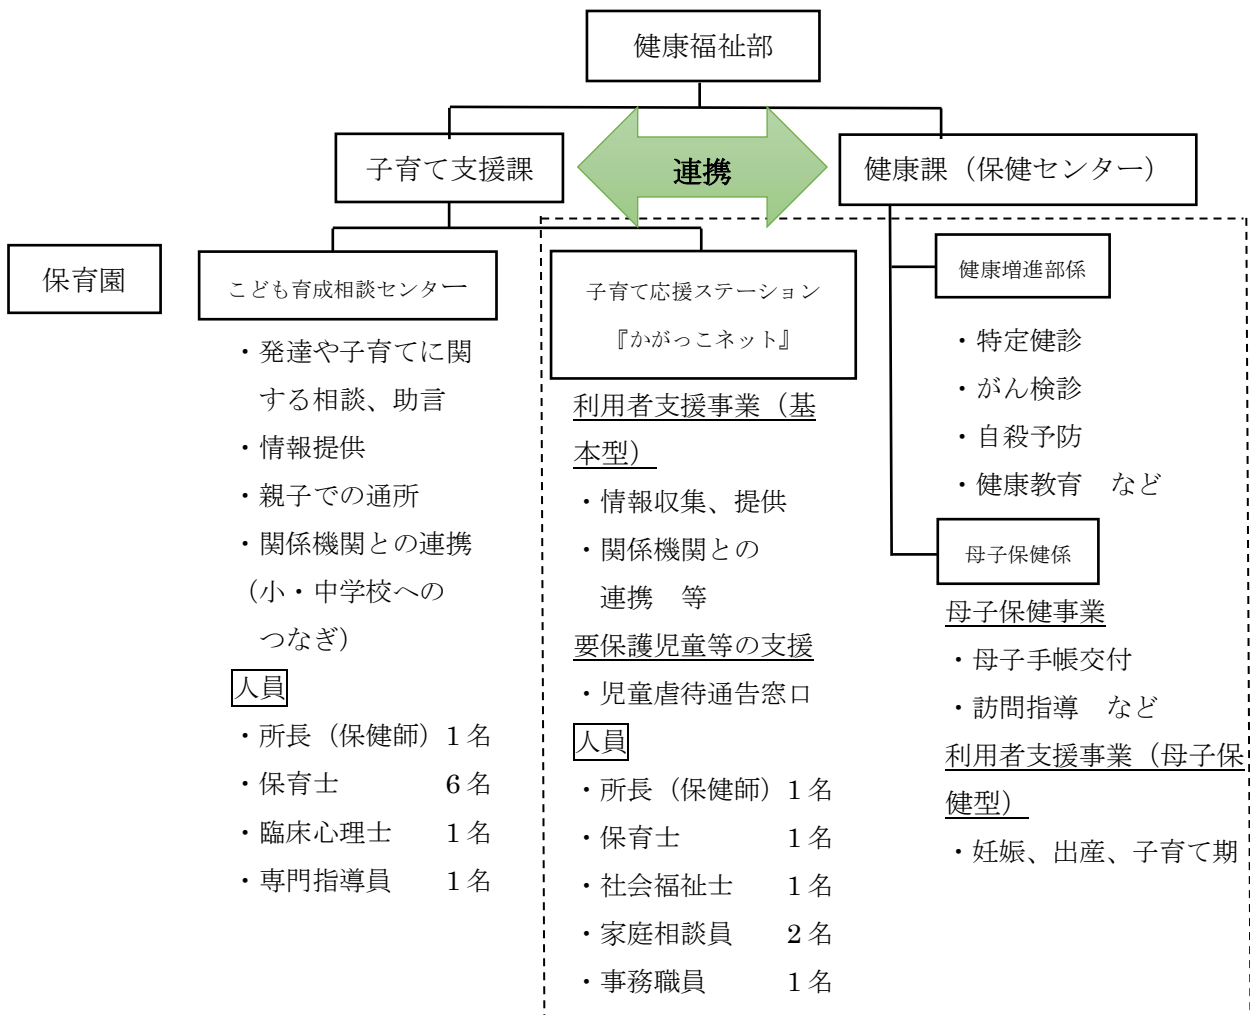 健康福祉部
子育て支援課
連携
健康課（保健センター）
保育園
こども育成相談センター
・発達や子育てに関
する相談、助言
・情報提供
・親子での通所
・関係機関との連携
（小・中学校への
つなぎ）
人員
・所長（保健師）1名
・保育士 6名
・臨床心理士 1名
・専門指導員 1名
子育て応援ステーション
『かがっこネット』
利用者支援事業（基
本型）
・情報収集、提供
・関係機関との
連携 等
要保護児童等の支援
・児童虐待通告窓口
人員
・所長（保健師）1名
・保育士 1名
・社会福祉士 1名
・家庭相談員 2名
・事務職員 1名
健康増進部係
・特定健診
・がん検診
・自殺予防
・健康教育 など
母子保健係
母子保健事業
・母子手帳交付
・訪問指導 など
利用者支援事業（母子保
健型）
・妊娠、出産、子育て期